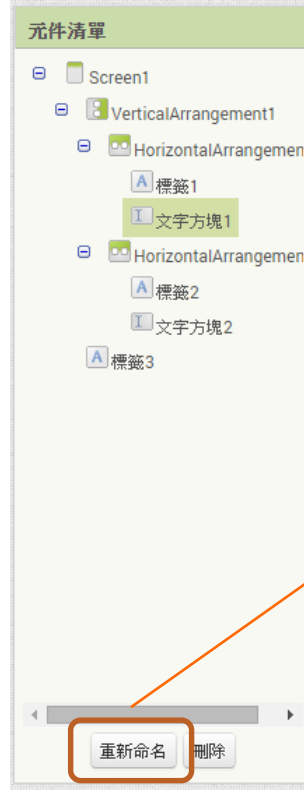 元件清單
Screen1
VerticalArrangement1
HorizontalArrangemen
標籤1
文字方塊1
HorizontalArrangemen
標籤2
文字方塊2
標籤3
重新命名 刪除